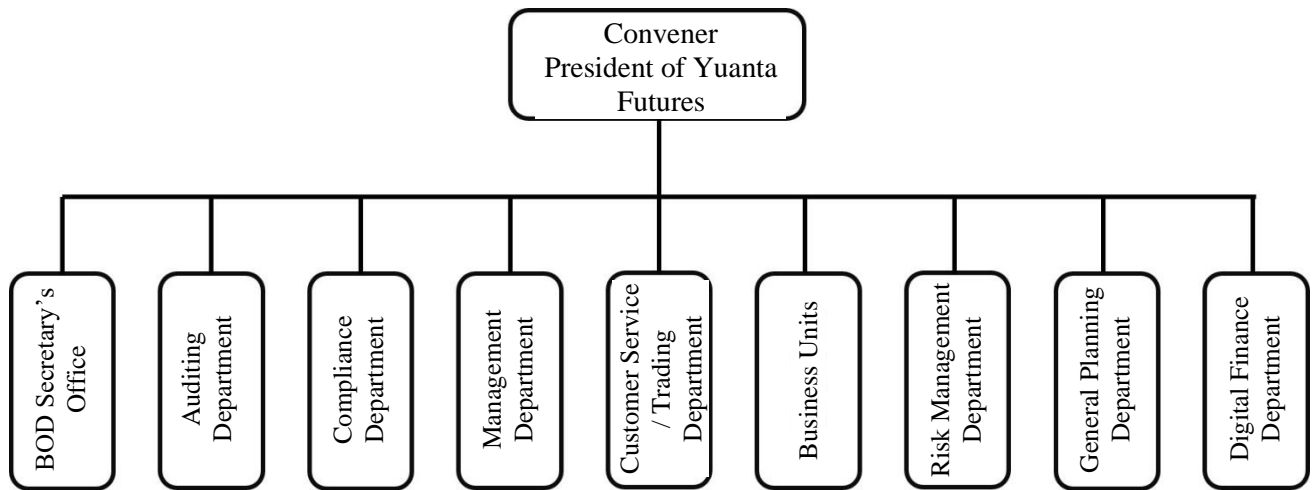 Convener
President of Yuanta
Futures
BOD Secretary’s
Office
Auditing
Department
Compliance
Department
Management
Department
Customer Service
/ Trading
Department
Business Units
Risk Management
Department
General Planning
Department
Digital Finance
Department